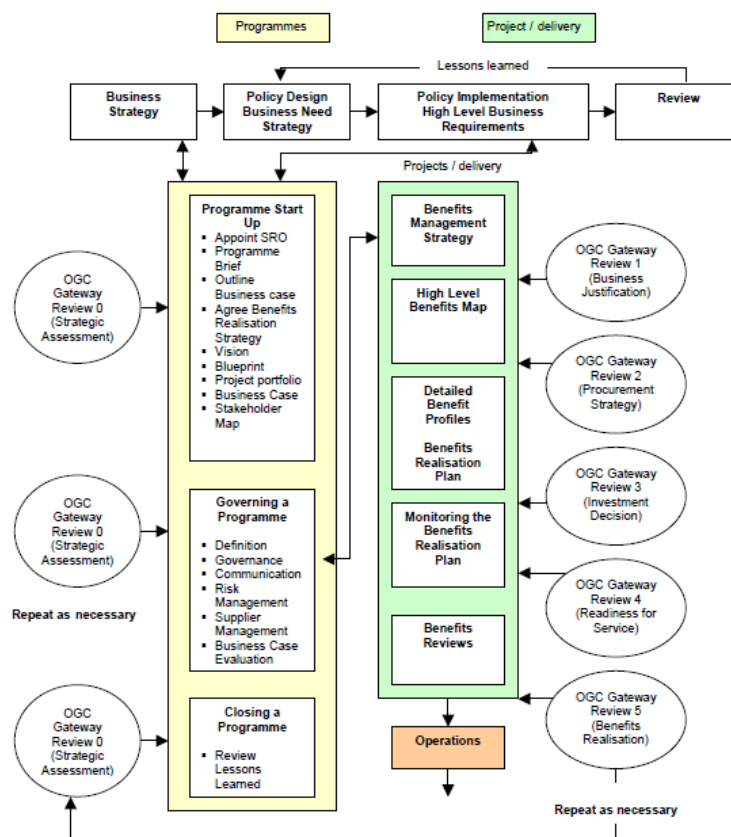 Programmes
Project / delivery
Lessons learned
Business
Strategy
Policy Design
Business Need
Strategy
Policy Implementation
High Level Business
Requirements
Review
Projects / delivery
Programme Start
Up
▪ Appoint SRO
▪ Programme
Brief
▪ Outline
Business case
▪ Agree Benefits
Realisation
Strategy
▪ Vision
▪ Blueprint
▪ Project portfolio
▪ Business Case
▪ Stakeholder
Map
OGC
Gateway
Review 0
(Strategic
Assessment)
Governing a
Programme
▪ Definition
▪ Governance
▪ Communication
▪ Risk
Management
▪ Supplier
Management
▪ Business Case
Evaluation
OGC
Gateway
Review 0
(Strategic
Assessment)
Repeat as necessary
Closing a
Programme
▪ Review
Lessons
Learned
OGC
Gateway
Review 0
(Strategic
Assessment)
Benefits
Management
Strategy
High Level
Benefits Map
Detailed
Benefit
Profiles
Benefits
Realisation
Plan
Monitoring the
Benefits
Realisation
Plan
Benefits
Reviews
Operations
OGC Gateway
Review 1
(Business
Justification)
OGC Gateway
Review 2
(Procurement
Strategy)
OGC Gateway
Review 3
(Investment
Decision)
OGC Gateway
Review 4
(Readiness for
Service)
OGC Gateway
Review 5
(Benefits
Realisation)
Repeat as necessary